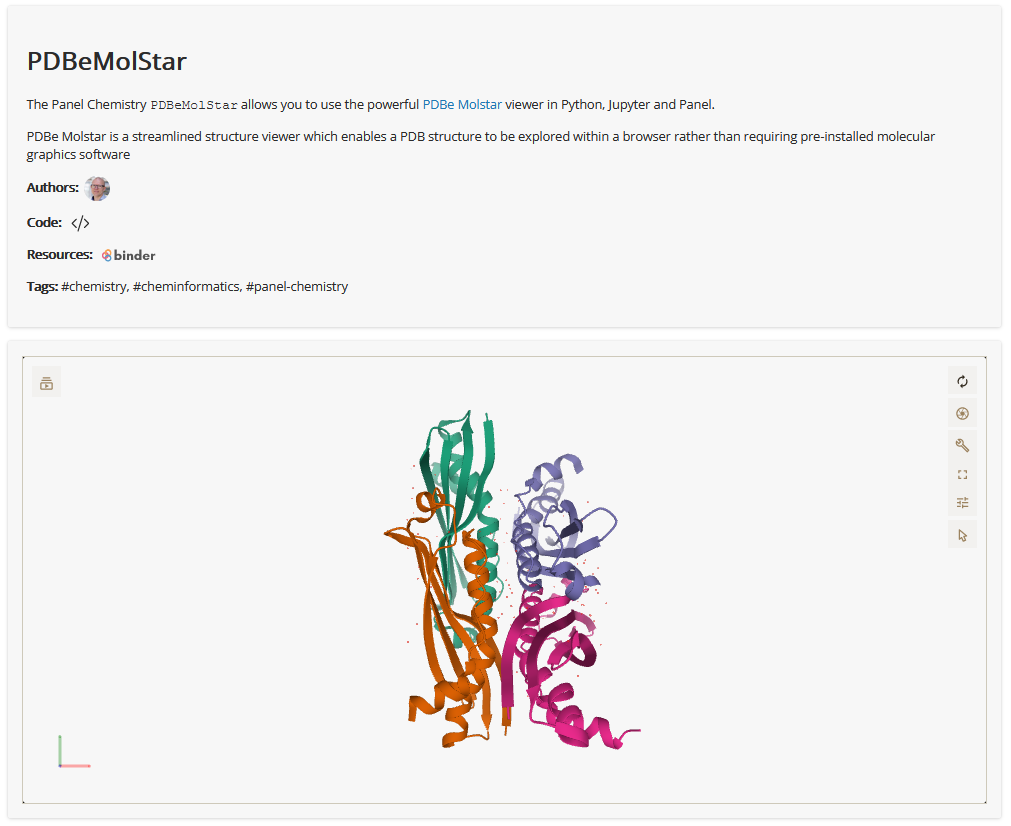 PDBeMolStar
The Panel Chemistry PDBeMolStar allows you to use the powerful PDBe Molstar viewer in Python, Jupyter and Panel.
PDBe Molstar is a streamlined structure viewer which enables a PDB structure to be explored within a browser rather than requiring pre-installed molecular
graphics software
Authors:
Code: </>
Resources: binder
Tags: #chemistry, #cheminformatics, #panel-chemistry